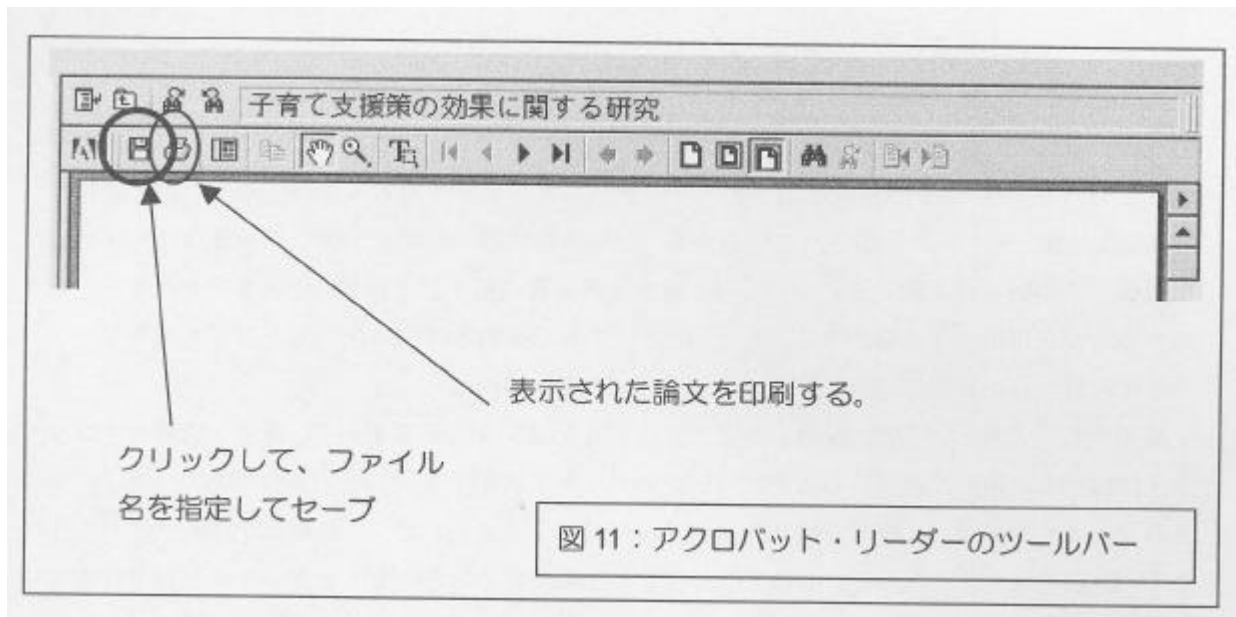 子育て支援策の効果に関する研究
表示された論文を印刷する。
クリックして、ファイル
名を指定してセーブ
図 11：アクロバット・リーダーのツールバー